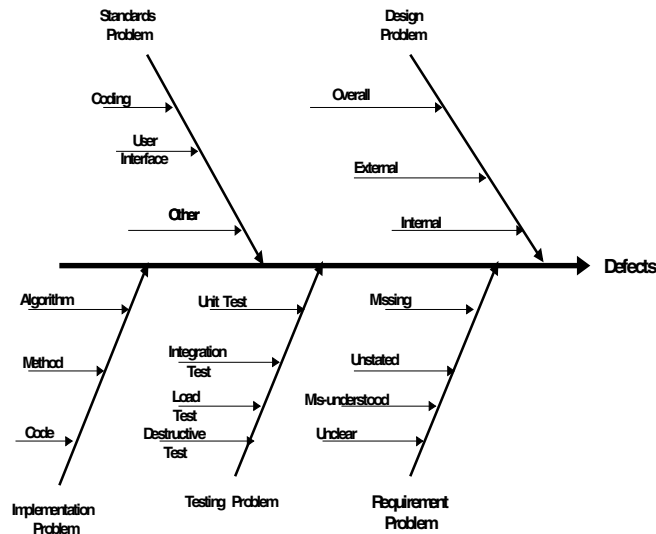 Standards
Problem
Design
Problem
Coding
Overall
User
Interface
External
Other
Internal
Defects
Algorithm
Unit Test
Missing
Method
Integration
Test
Unstated
Load
Test
Mis-understood
Code
Destructive
Test
Unclear
Implementation
Problem
Testing Problem
Requirement
Problem